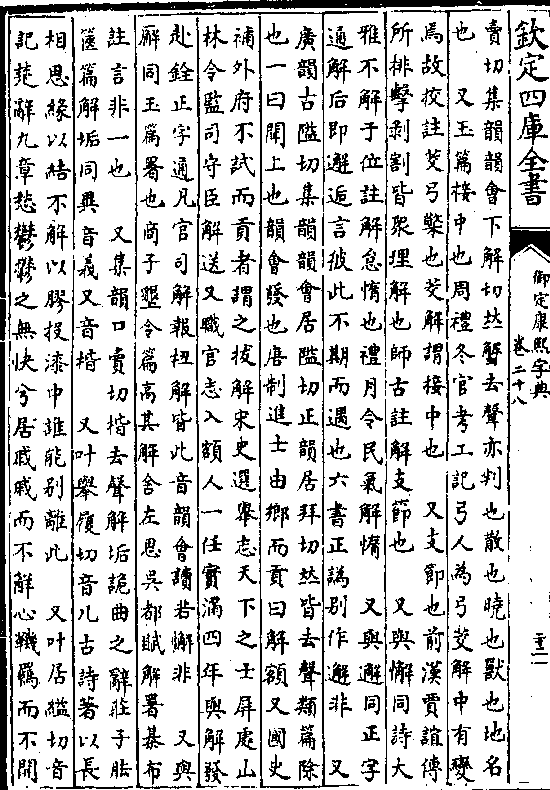 欽定四庫全書
御定康熙字典
卷二十八
賣切集韻韻會下解切𠀤蟹去聲亦判也散也曉也獸也地名
也　又玉篇接中也周禮冬官考工記弓人為弓茭解中有變
焉故挍註茭弓檠也茭解謂接中也　又支節也前漢賈誼傳
所排擊剥割皆衆理解也師古註解支節也　又與懈同詩大
雅不解于位註解怠惰也禮月令民氣解惰　又與邂同正字
通解后即邂逅言彼此不期而遇也六書正譌别作邂非　又
廣韻古隘切集韻韻會居隘切正韻居拜切𠀤皆去聲類篇除
也一曰聞上也韻會發也唐制進士由鄉而貢曰解額又國史
補外府不試而貢者謂之拔解宋史選舉志天下之士屏處山
林令監司守臣解送又職官志入額人一任實滿四年與解發
赴銓正字通凡官司解報杻解皆此音韻會讀若懈非　又與
廨同玉篇署也商子墾令篇高其解舍左思吳都賦解署棊布
註言非一也　又集韻口賣切揩去聲解垢詭曲之辭莊子胠
篋篇解垢同異音義又音楷　又叶舉履切音几古詩著以長
相思緣以結不解以膠投漆中誰能别離此　又叶居縊切音
記楚辭九章愁鬱鬱之無快兮居戚戚而不解心鞿羈而不開